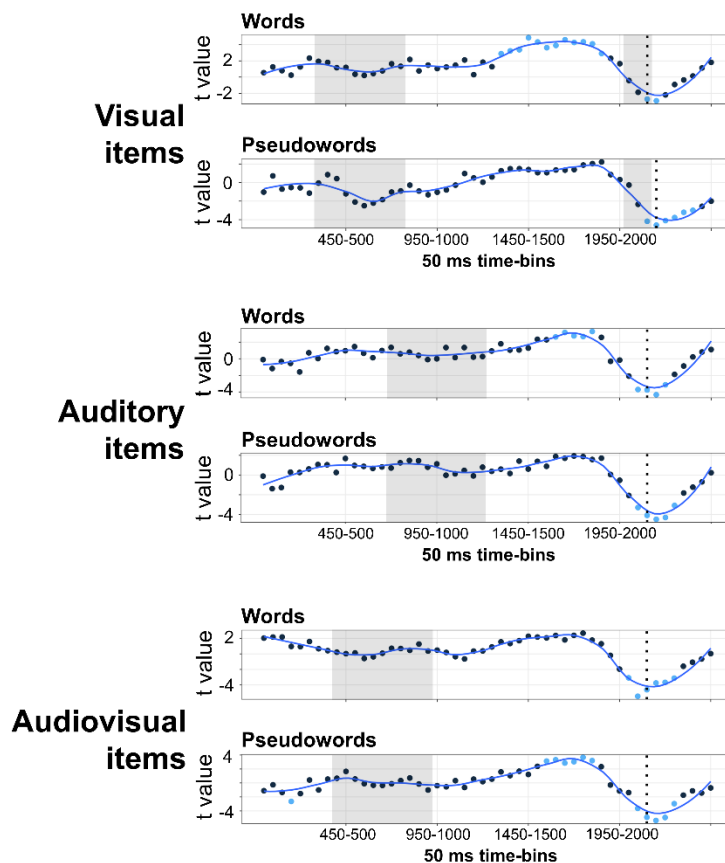 Visual
items
Words
t value
2
-2
Pseudowords
t value
0
-4
450-500 950-1000 1450-1500 1950-2000
50 ms time-bins
Auditory
items
Words
t value
0
-4
Pseudowords
t value
0
-4
450-500 950-1000 1450-1500 1950-2000
50 ms time-bins
Audiovisual
items
Words
t value
2
-4
Pseudowords
t value
4
-4
450-500 950-1000 1450-1500 1950-2000
50 ms time-bins